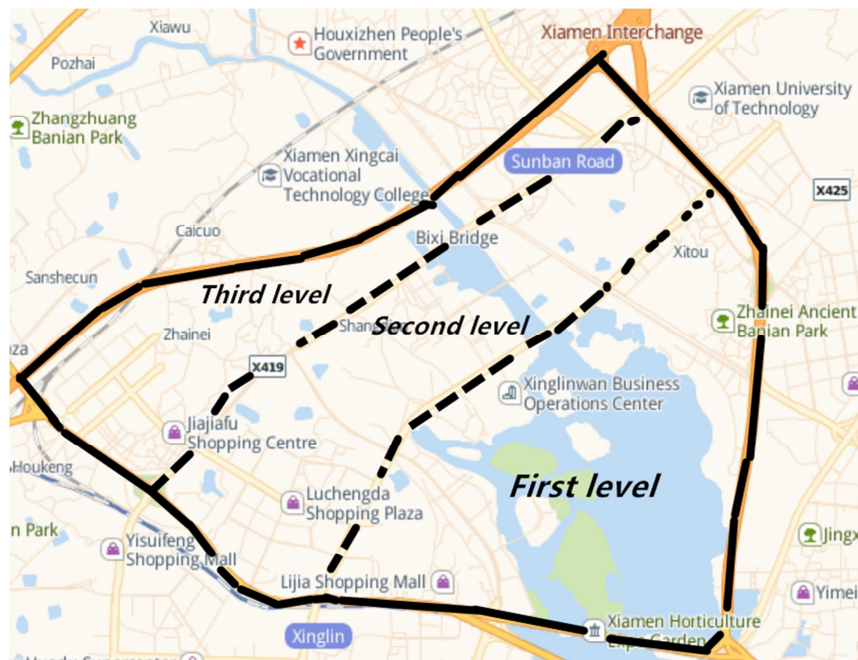 Xiawu
Houxizhen People's
Government
Xiamen Interchange
Pozhai
Xiamen University
of Technology
Zhangzhuang
Banian Park
Xiamen Xingcai
Vocational
Technology College
Sunban Road
X425
Caicuo
Bixi Bridge
Xitou
Sanshecun
Third level
Second level
Zhainei
Zhainei Ancient
Banian Park
X419
Xinglinwan Business
Operations Center
Jiajiafu
Shopping Centre
Houkeng
First level
Luchengda
Shopping Plaza
n Park
Yisuifeng
Shopping Mall
Jingx
Lijia Shopping Mall
Yimei
Xiamen Horticulture
Expo Garden
Xinglin